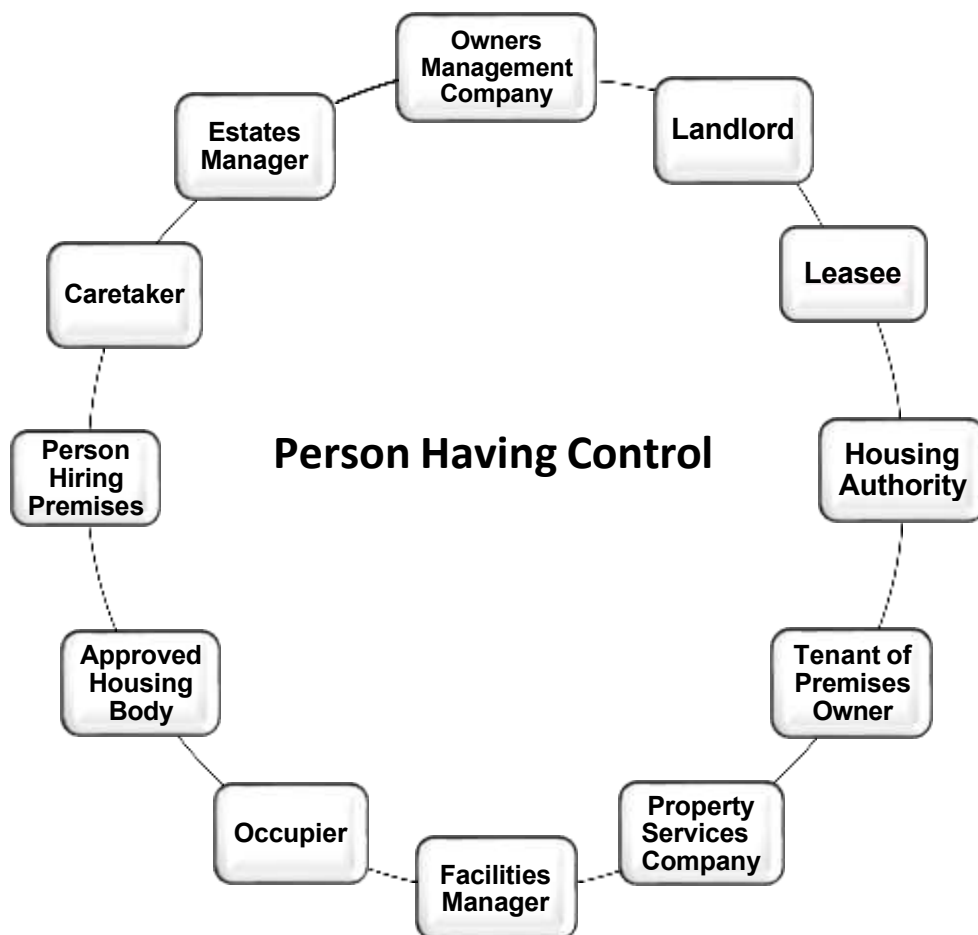 Owners
Management
Company
Landlord
Leasee
Housing
Authority
Tenant of
Premises
Owner
Property
Services
Company
Facilities
Manager
Occupier
Approved
Housing
Body
Person
Hiring
Premises
Caretaker
Estates
Manager
Person Having Control